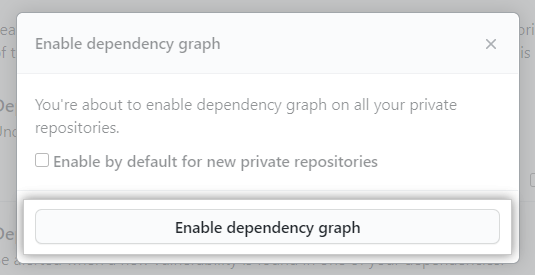 Enable dependency graph
You're about to enable dependency graph on all your private
repositories.
Enable by default for new private repositories
Enable dependency graph